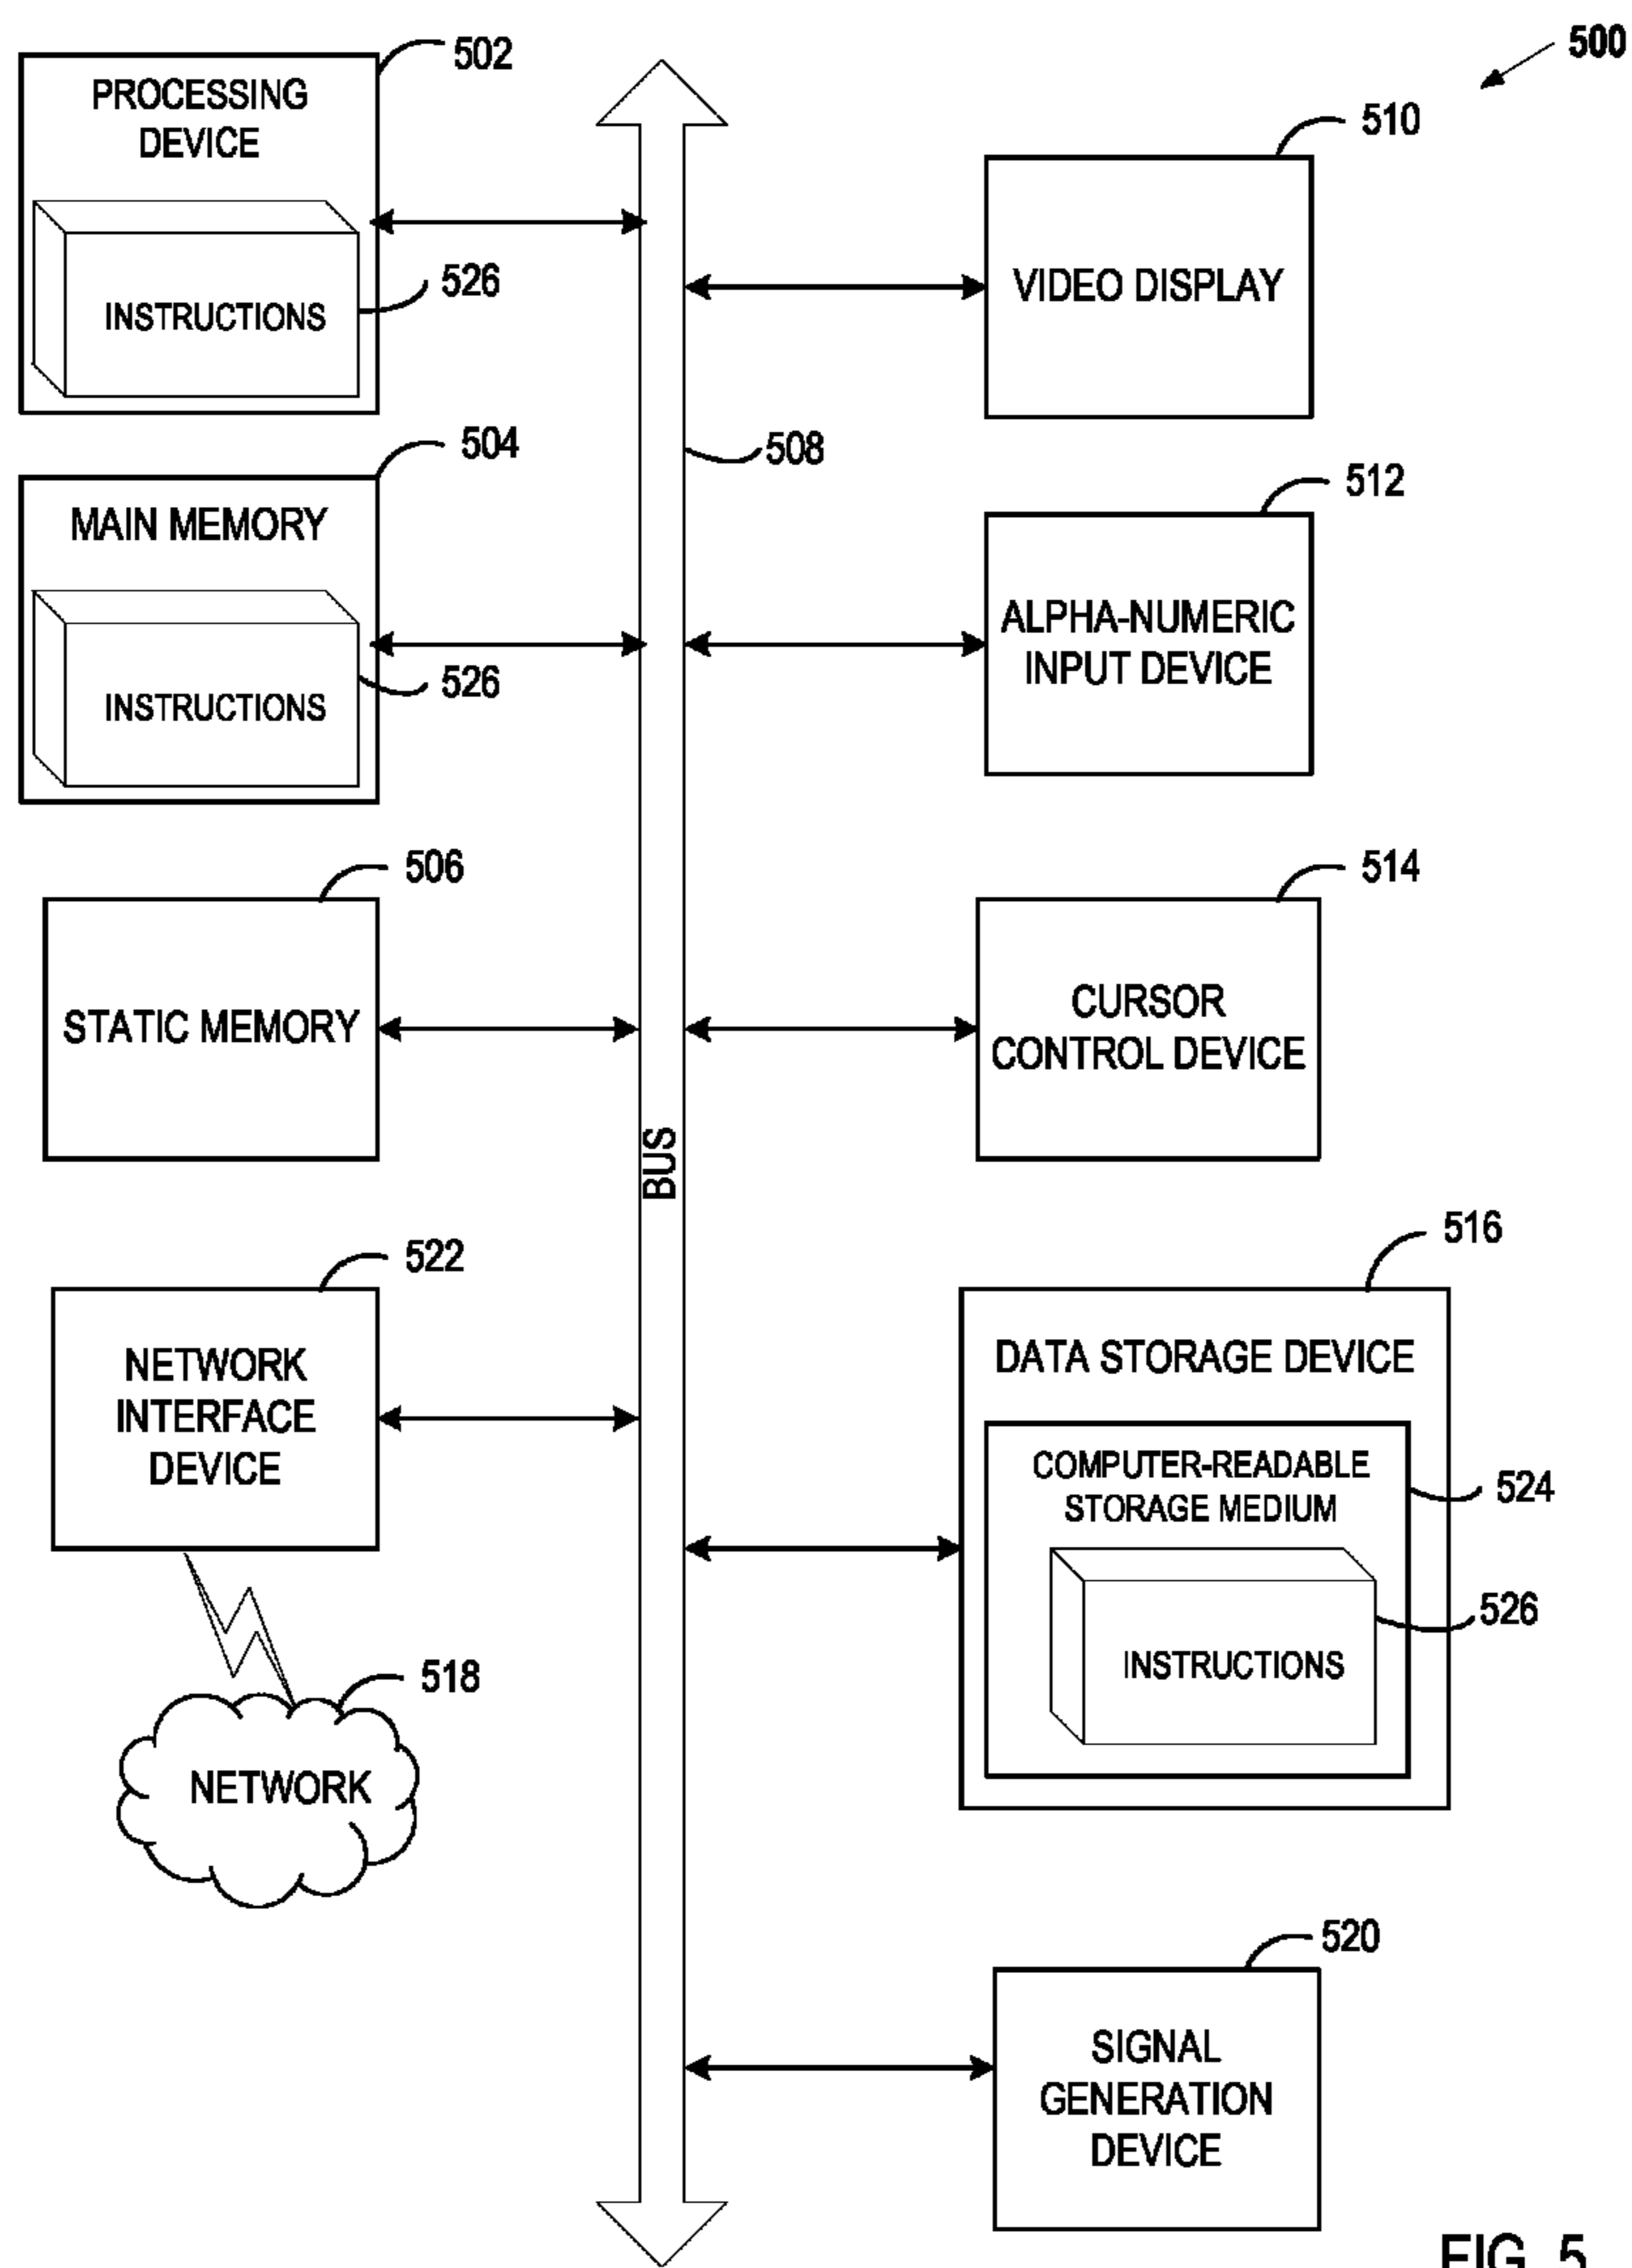 500
502
PROCESSING
DEVICE
INSTRUCTIONS
526
504
MAIN MEMORY
INSTRUCTIONS
526
506
STATIC MEMORY
522
NETWORK
INTERFACE
DEVICE
518
NETWORK
508
BUS
510
VIDEO DISPLAY
512
ALPHA-NUMERIC
INPUT DEVICE
514
CURSOR
CONTROL DEVICE
516
DATA STORAGE DEVICE
COMPUTER-READABLE
STORAGE MEDIUM
524
526
INSTRUCTIONS
520
SIGNAL
GENERATION
DEVICE
FIG. 5